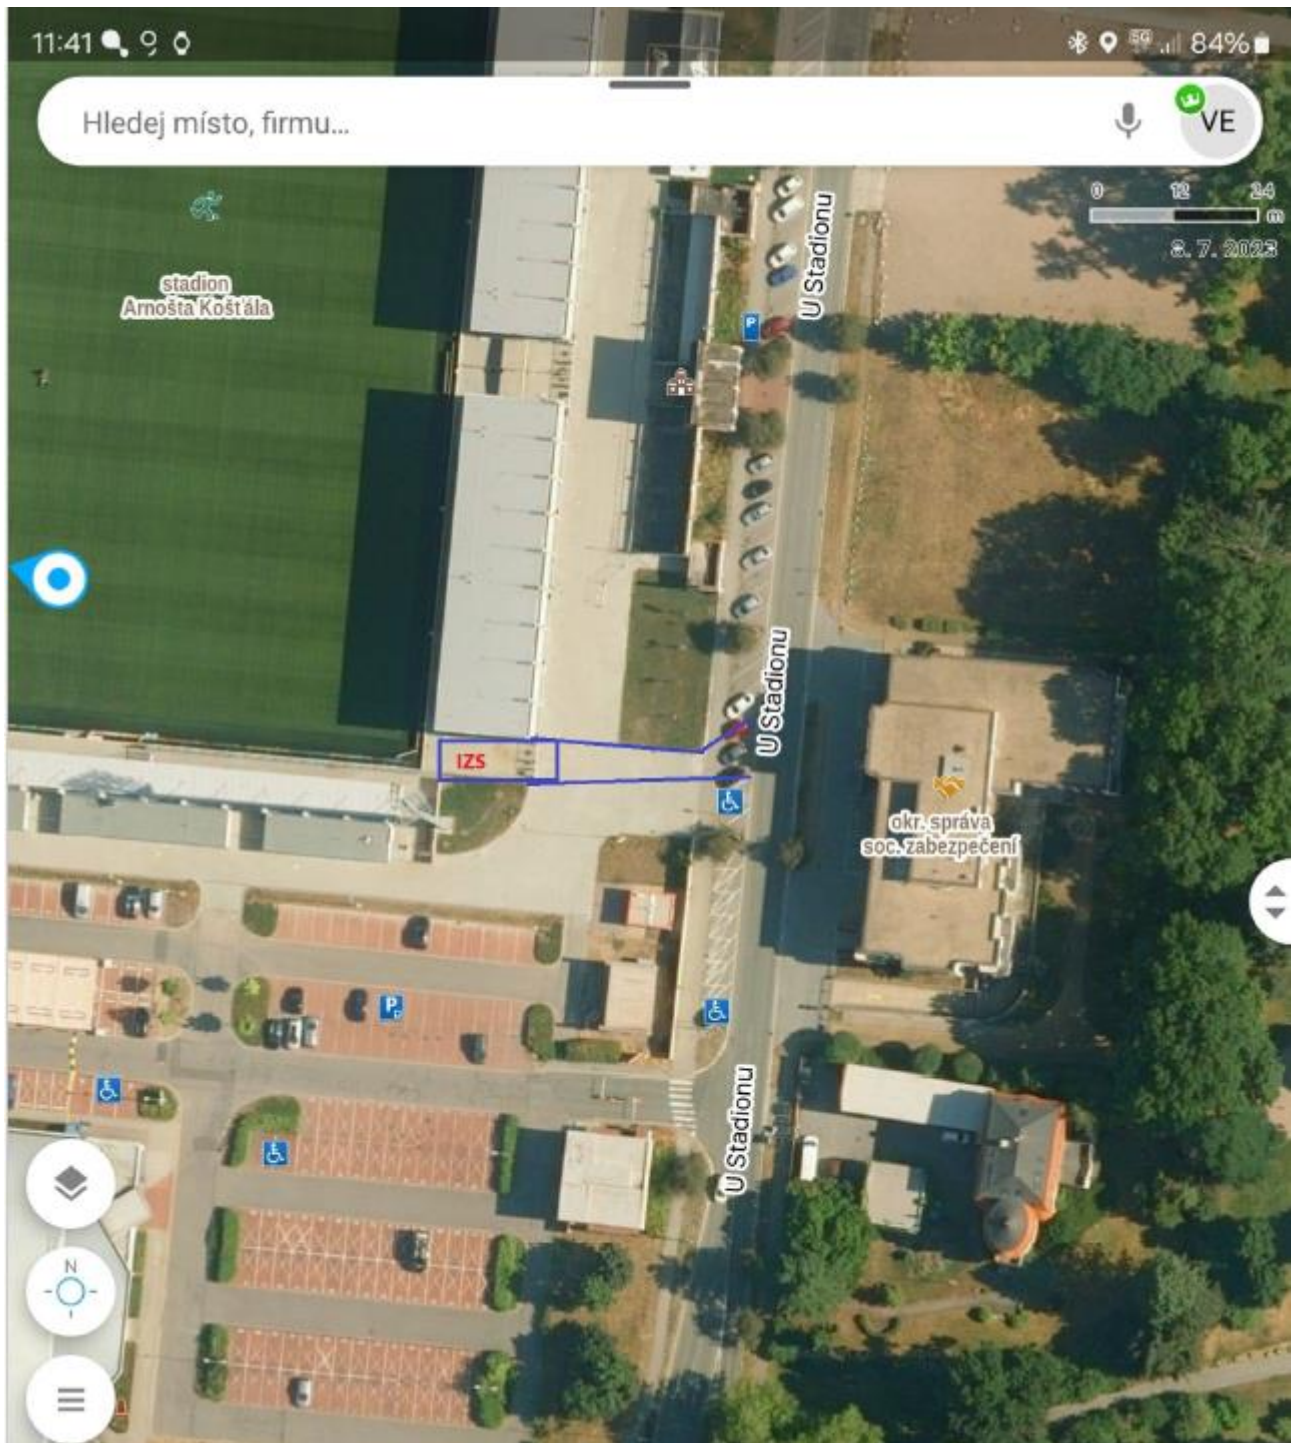 11:41
5G
84%
Hledej místo, firmu...
VE
0 12 24
m
8. 7. 2023
stadion
Arnošta Košťála
U Stadionu
P
U Stadionu
IZS
okr. správa
soc. zabezpečení
P
U Stadionu
N